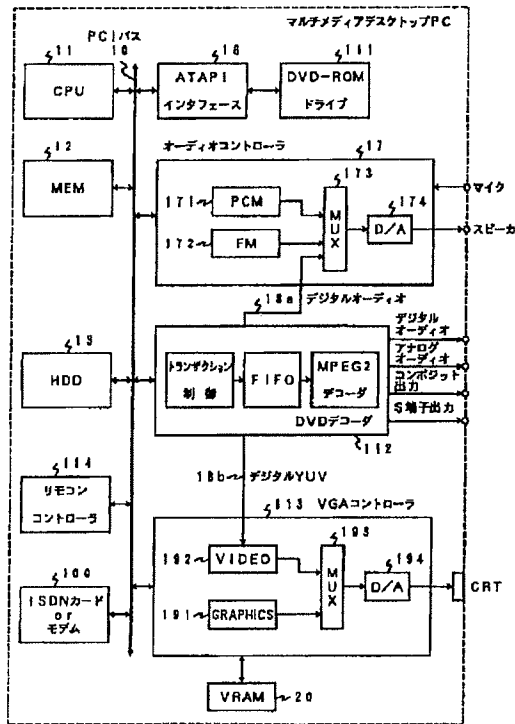 マルチメディアデスクトップPC
PCIバス
10
11
CPU
16
ATAPI
インタフェース
111
DVD-ROM
ドライブ
12
MEM
オーディオコントローラ
17
171
PCM
172
FM
173
MUX
174
D/A
マイク
スピーカ
18a
デジタルオーディオ
13
HDD
トランザクション
制御
FIFO
MPEG2
デコーダ
DVDデコーダ
112
デジタル
オーディオ
アナログ
オーディオ
コンポジット
出力
S端子出力
114
リモコン
コントローラ
18b
デジタルYUV
113
VGAコントローラ
192
VIDEO
191
GRAPHICS
193
MUX
194
D/A
CRT
100
ISDNカード
or
モデム
VRAM
20